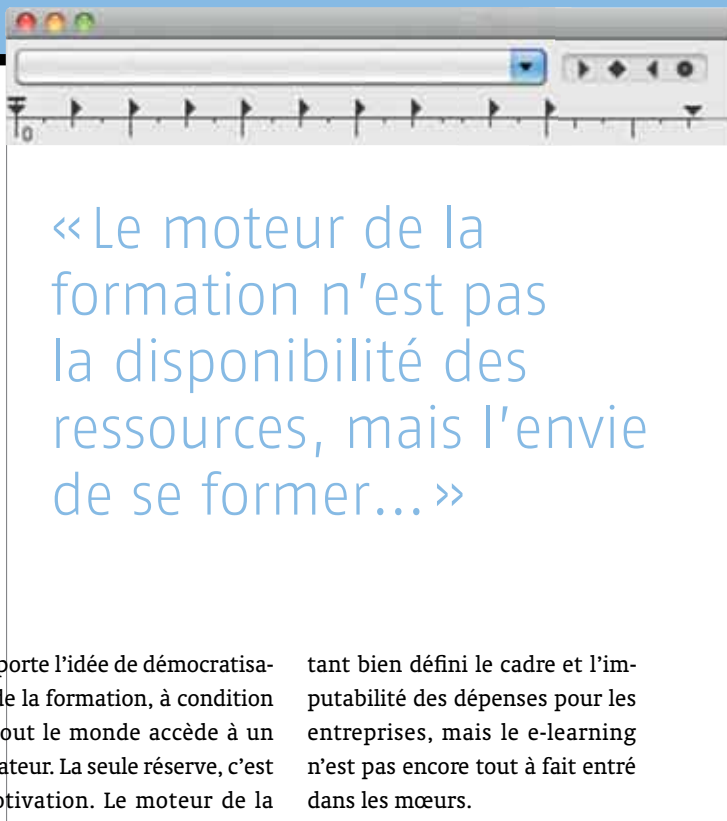 0
« Le moteur de la
formation n’est pas
la disponibilité des
ressources, mais l’envie
de se former... »
porte l’idée de démocratisa-
de la formation, à condition
out le monde accède à un
ateur. La seule réserve, c’est
otivation. Le moteur de la
tant bien défini le cadre et l’im-
putabilité des dépenses pour les
entreprises, mais le e-learning
n’est pas encore tout à fait entré
dans les mœurs.